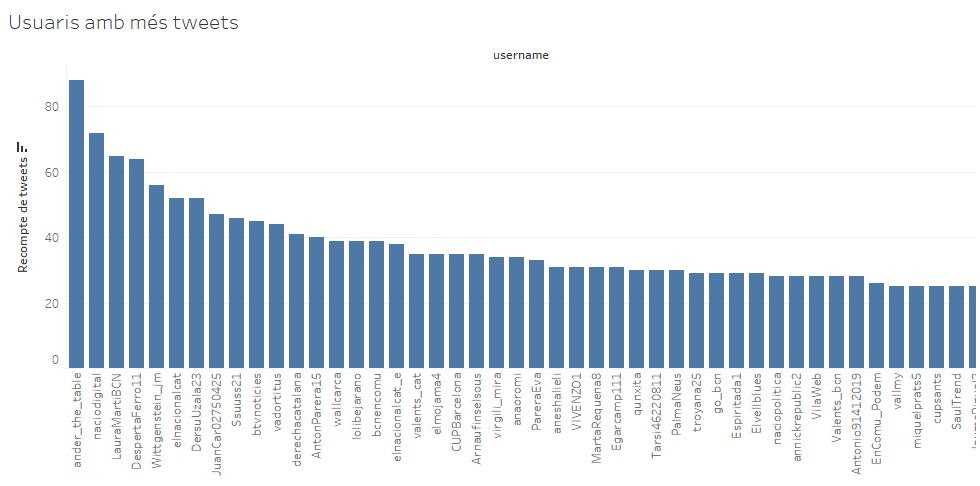 Usuaris amb més tweets
username
Recompte de tweets
80
60
40
20
0
ander_the_table
naciodigital
LauraMartiBCN
DespertaFerro11
Wittgenstein_jm
elnacionalcat
DersuUzala23
JuanCar02750425
Ssuuss21
btvnoticies
vadortitus
derechacatalana
AntonParera15
wallcarca
lolibejarano
bcnencomu
elnacionalcat_e
valents_cat
elmojama4
CUPBarcelona
Arnaufinselsous
virgili_mira
anaoromi
PareraEva
aneshalieli
VIVENZO1
MartaRequena8
Egarcamp111
qunxita
Tarsi46220811
PalmaNeus
troyana25
go_bcn
Espiritada1
Elvellblues
naciopolitica
annickrepublic2
VilaWeb
Valents_bcn
Antonio91412019
EnComu_Podem
vallmy
miquelprats5
cupsants
SaulTrend